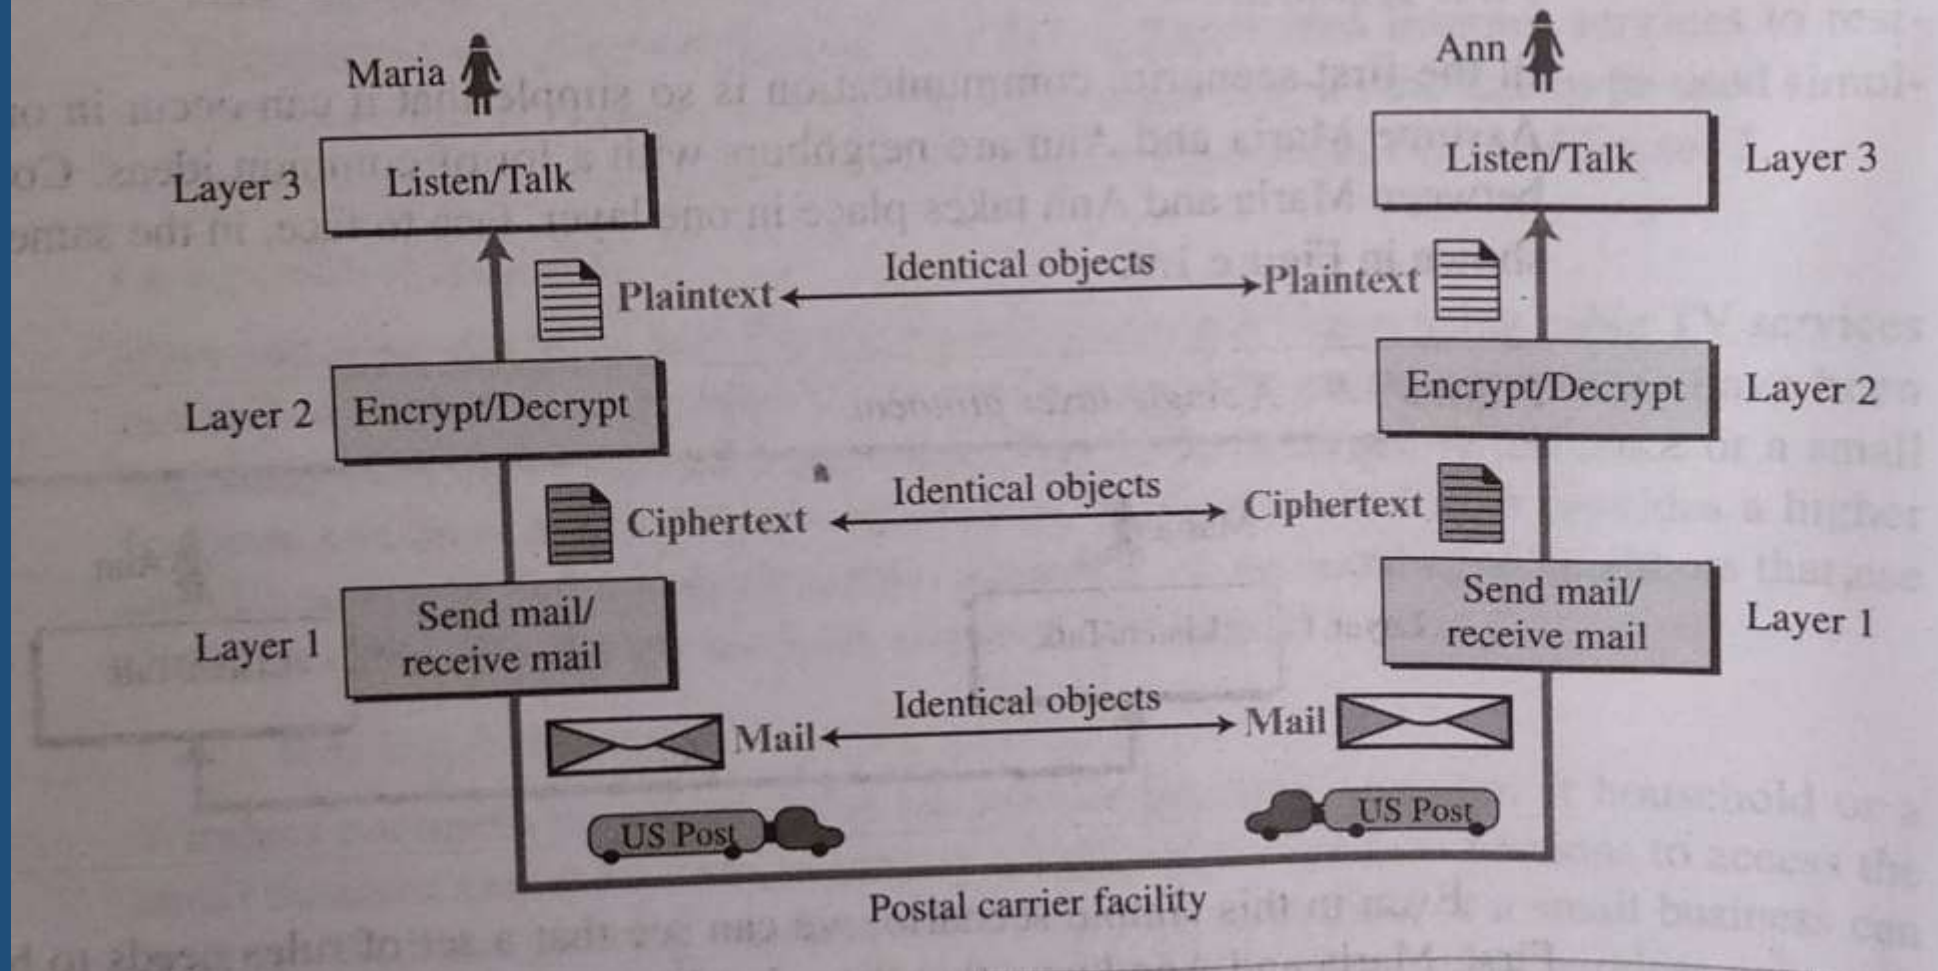 Maria
Ann
Layer 3
Listen/Talk
Listen/Talk
Layer 3
Plaintext
Identical objects
Plaintext
Layer 2
Encrypt/Decrypt
Encrypt/Decrypt
Layer 2
Ciphertext
Identical objects
Ciphertext
Layer 1
Send mail/
receive mail
Send mail/
receive mail
Layer 1
Mail
Identical objects
Mail
US Post
US Post
Postal carrier facility